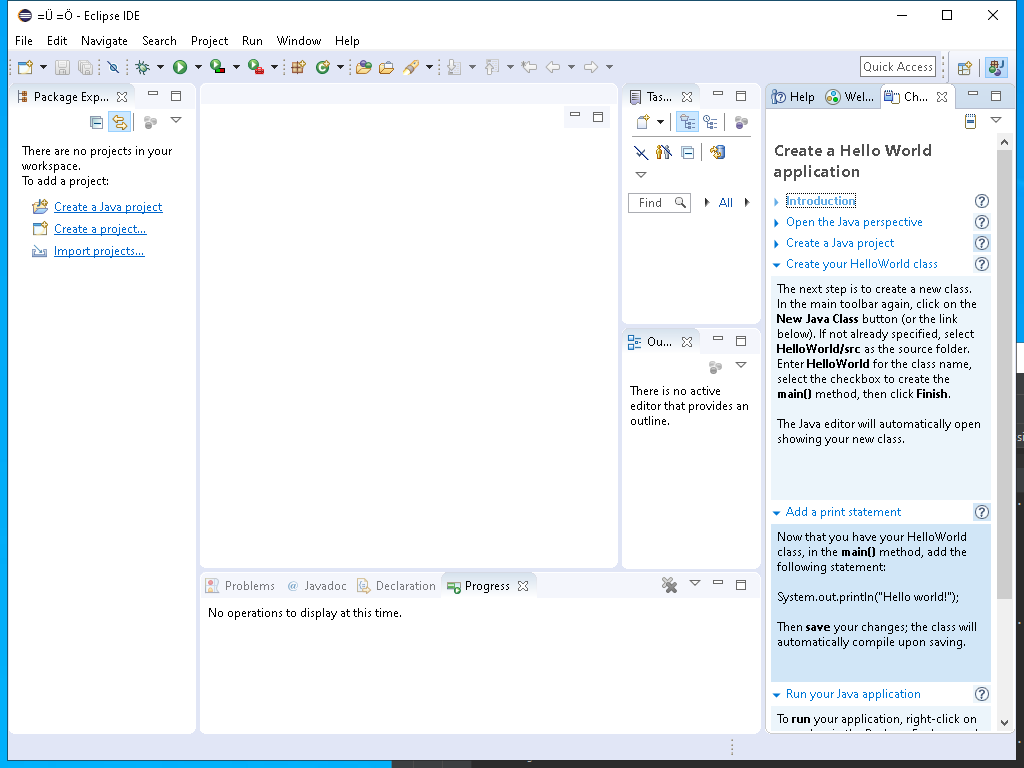 =Ü =Ö - Eclipse IDE
File Edit Navigate Search Project Run Window Help
Quick Access
Package Exp...
There are no projects in your
workspace.
To add a project:
Create a Java project
Create a project...
Import projects...
Tas...
Find
All
Ou...
There is no active
editor that provides an
outline.
Problems @ Javadoc Declaration Progress
No operations to display at this time.
Help Wel... Ch...
Create a Hello World
application
Introduction
Open the Java perspective
Create a Java project
Create your HelloWorld class
The next step is to create a new class.
In the main toolbar again, click on the
New Java Class button (or the link
below). If not already specified, select
HelloWorld/src as the source folder.
Enter HelloWorld for the class name,
select the checkbox to create the
main() method, then click Finish.
The Java editor will automatically open
showing your new class.
Add a print statement
Now that you have your HelloWorld
class, in the main() method, add the
following statement:
System.out.println("Hello world!");
Then save your changes; the class will
automatically compile upon saving.
Run your Java application
To run your application, right-click on